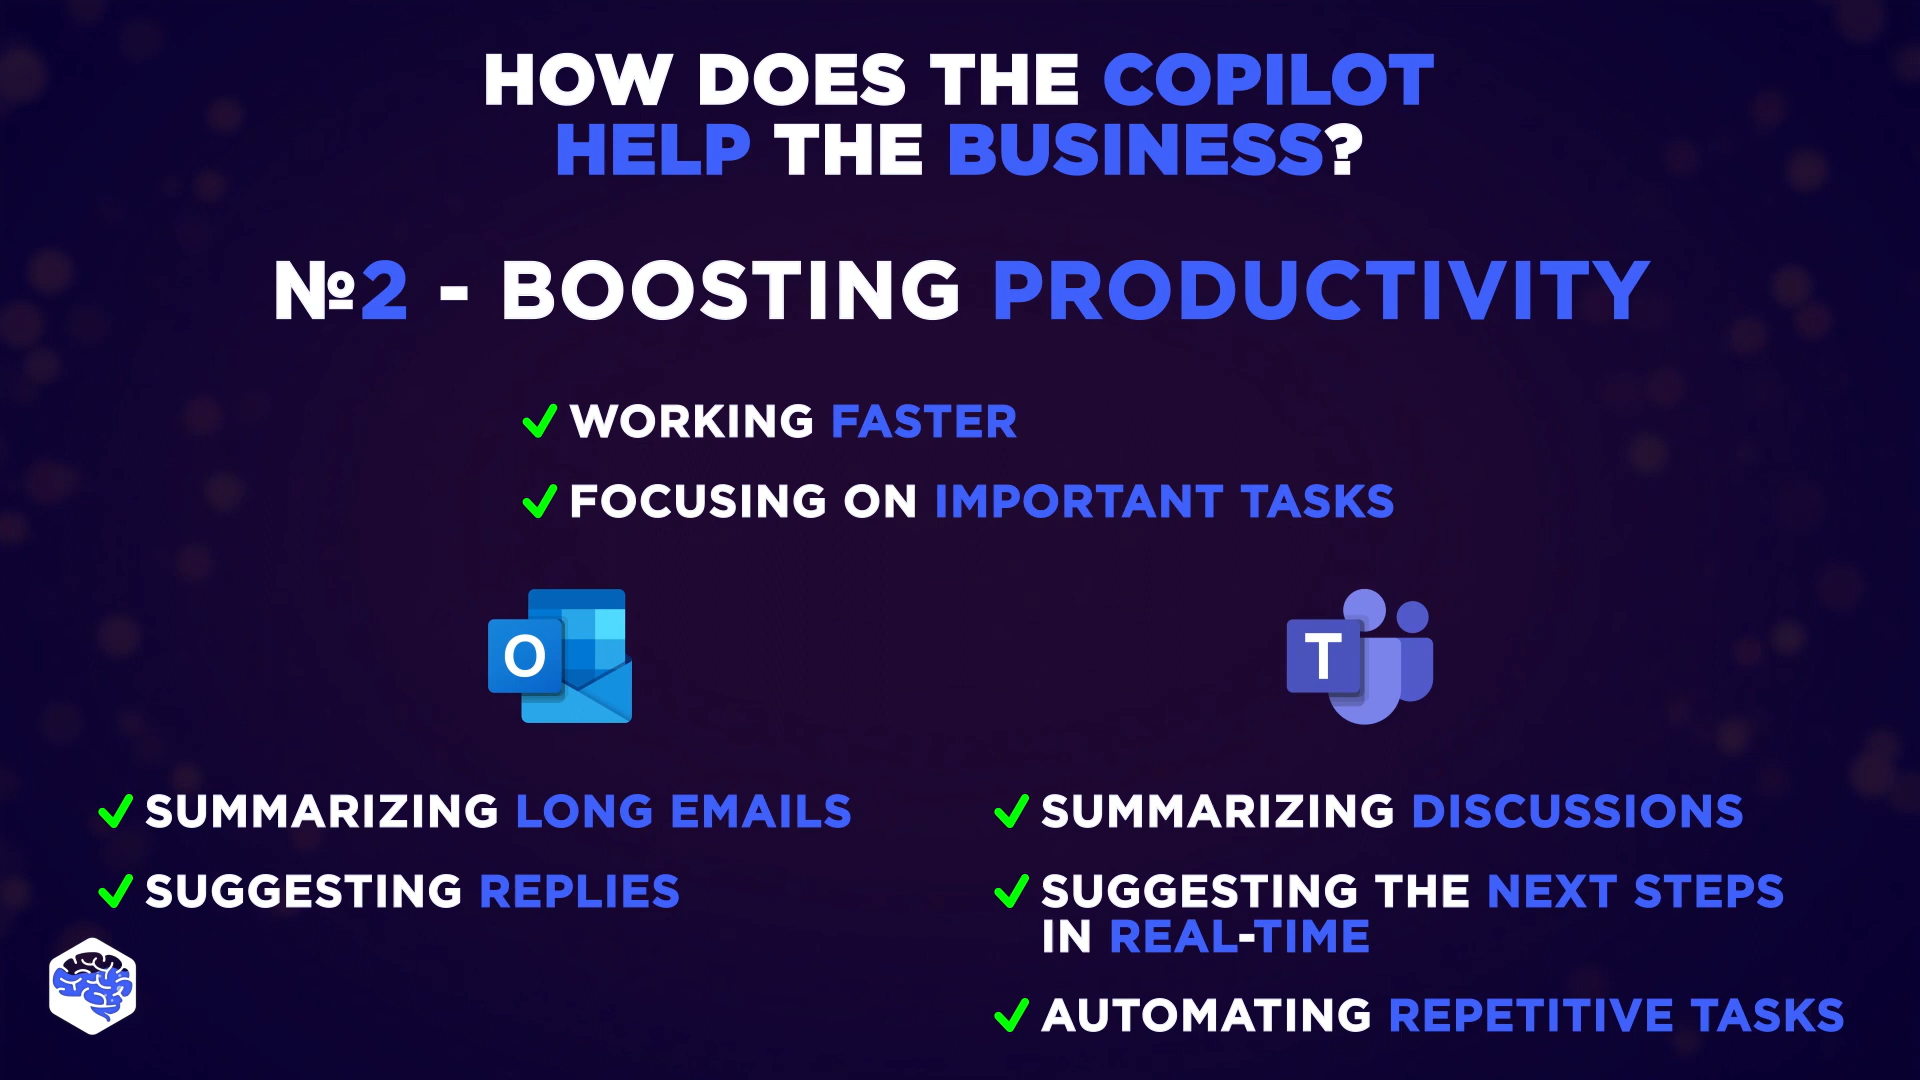 HOW DOES THE COPILOT
HELP THE BUSINESS?
№2 - BOOSTING PRODUCTIVITY
WORKING FASTER
FOCUSING ON IMPORTANT TASKS
O
T
SUMMARIZING LONG EMAILS
SUGGESTING REPLIES
SUMMARIZING DISCUSSIONS
SUGGESTING THE NEXT STEPS
IN REAL-TIME
AUTOMATING REPETITIVE TASKS